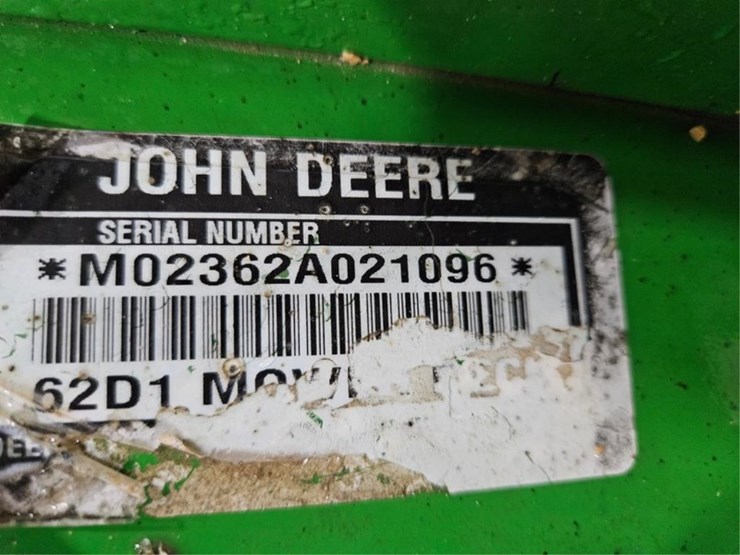 JOHN DEERE
SERIAL NUMBER
*M02362A021096*
62D1